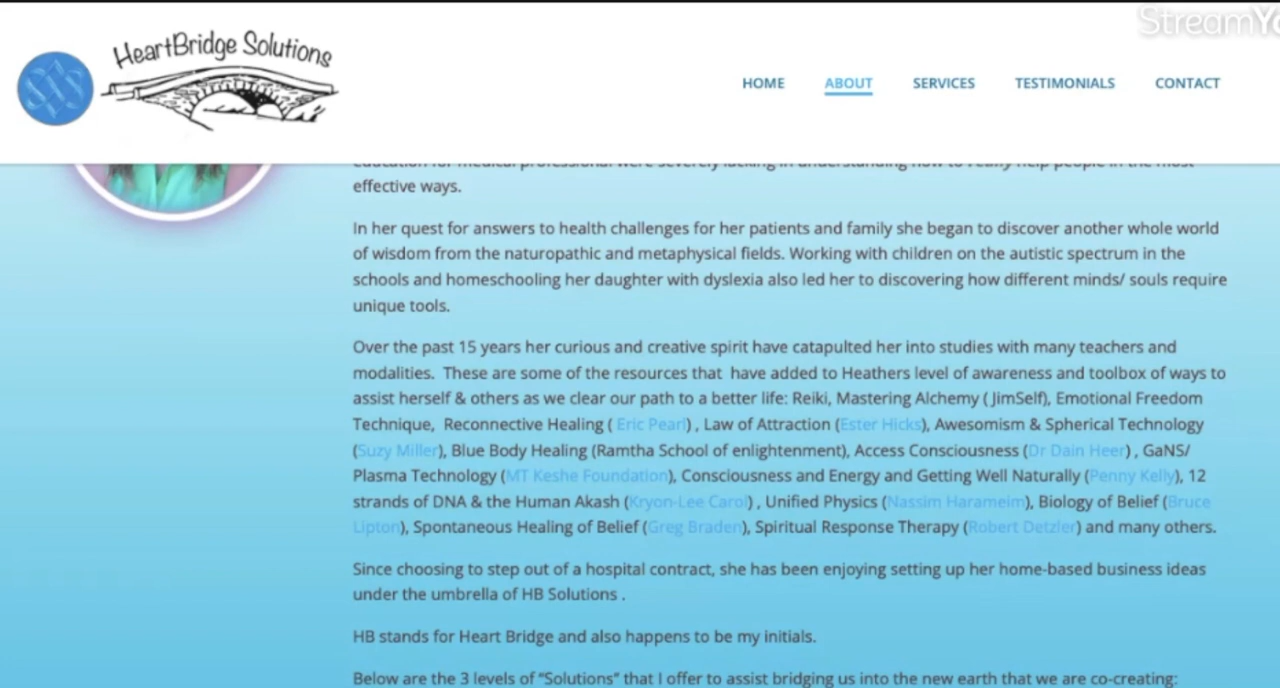 StreamY
HeartBridge Solutions
HOME ABOUT SERVICES TESTIMONIALS CONTACT
effective ways.
In her quest for answers to health challenges for her patients and family she began to discover another whole world
of wisdom from the naturopathic and metaphysical fields. Working with children on the autistic spectrum in the
schools and homeschooling her daughter with dyslexia also led her to discovering how different minds/ souls require
unique tools.
Over the past 15 years her curious and creative spirit have catapulted her into studies with many teachers and
modalities. These are some of the resources that have added to Heathers level of awareness and toolbox of ways to
assist herself & others as we clear our path to a better life: Reiki, Mastering Alchemy ( JimSelf), Emotional Freedom
Technique, Reconnective Healing ( Eric Pearl) , Law of Attraction (Ester Hicks), Awesomism & Spherical Technology
(Suzy Miller), Blue Body Healing (Ramtha School of enlightenment), Access Consciousness (Dr Dain Heer) , GaNS/
Plasma Technology (MT Keshe Foundation), Consciousness and Energy and Getting Well Naturally (Penny Kelly), 12
strands of DNA & the Human Akash (Kryon-Lee Carol) , Unified Physics (Nassim Harameim), Biology of Belief (Bruce
Lipton), Spontaneous Healing of Belief (Greg Braden), Spiritual Response Therapy (Robert Detzler) and many others.
Since choosing to step out of a hospital contract, she has been enjoying setting up her home-based business ideas
under the umbrella of HB Solutions .
HB stands for Heart Bridge and also happens to be my initials.
Below are the 3 levels of "Solutions" that I offer to assist bridging us into the new earth that we are co-creating: